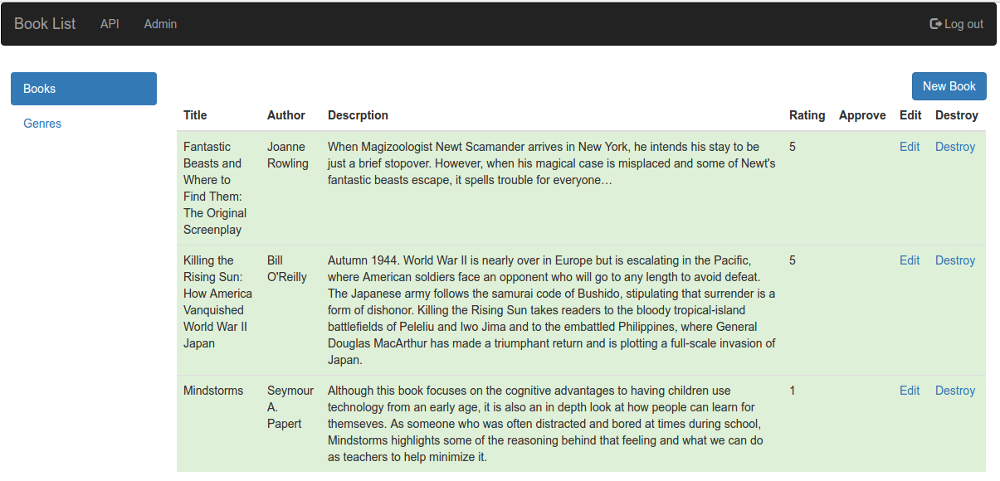 Book List API Admin Log out
Books
New Book
Genres
Title Author Descrption Rating Approve Edit Destroy
Fantastic Joanne When Magizoologist Newt Scamander arrives in New York, he intends his stay to be 5 Edit Destroy
Beasts and Rowling just a brief stopover. However, when his magical case is misplaced and some of Newt's
Where to fantastic beasts escape, it spells trouble for everyone…
Find Them:
The Original
Screenplay
Killing the Bill Autumn 1944. World War II is nearly over in Europe but is escalating in the Pacific, 5 Edit Destroy
Rising Sun: O'Reilly where American soldiers face an opponent who will go to any length to avoid defeat.
How America The Japanese army follows the samurai code of Bushido, stipulating that surrender is a
Vanquished form of dishonor. Killing the Rising Sun takes readers to the bloody tropical-island
World War II battlefields of Peleliu and Iwo Jima and to the embattled Philippines, where General
Japan Douglas MacArthur has made a triumphant return and is plotting a full-scale invasion of
Japan.
Mindstorms Seymour Although this book focuses on the cognitive advantages to having children use 1 Edit Destroy
A. technology from an early age, it is also an in depth look at how people can learn for
Papert themseves. As someone who was often distracted and bored at times during school,
Mindstorms highlights some of the reasoning behind that feeling and what we can do
as teachers to help minimize it.